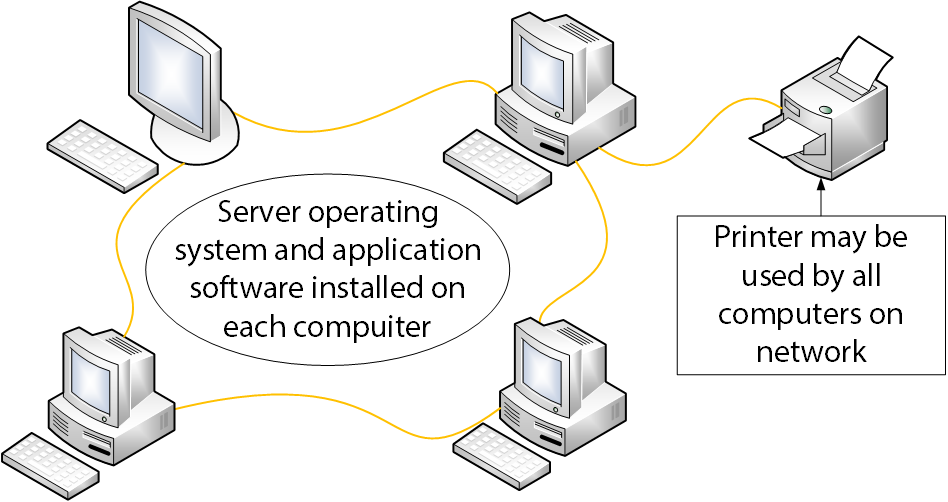 Server operating
system and application
software installed on
each compuiter
Printer may be
used by all
computers on
network